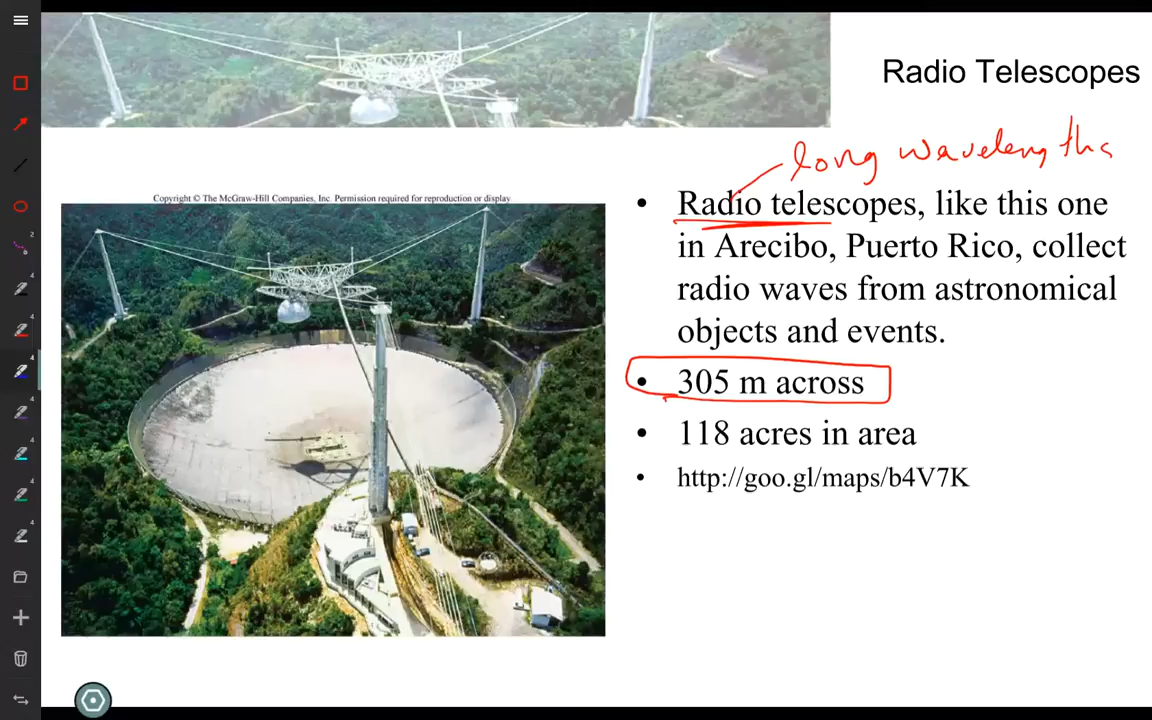 Radio Telescopes
long wavelengths
Copyright © The McGraw-Hill Companies, Inc. Permission required for reproduction or display
• Radio telescopes, like this one
in Arecibo, Puerto Rico, collect
radio waves from astronomical
objects and events.
• 305 m across
• 118 acres in area
• http://goo.gl/maps/b4V7K